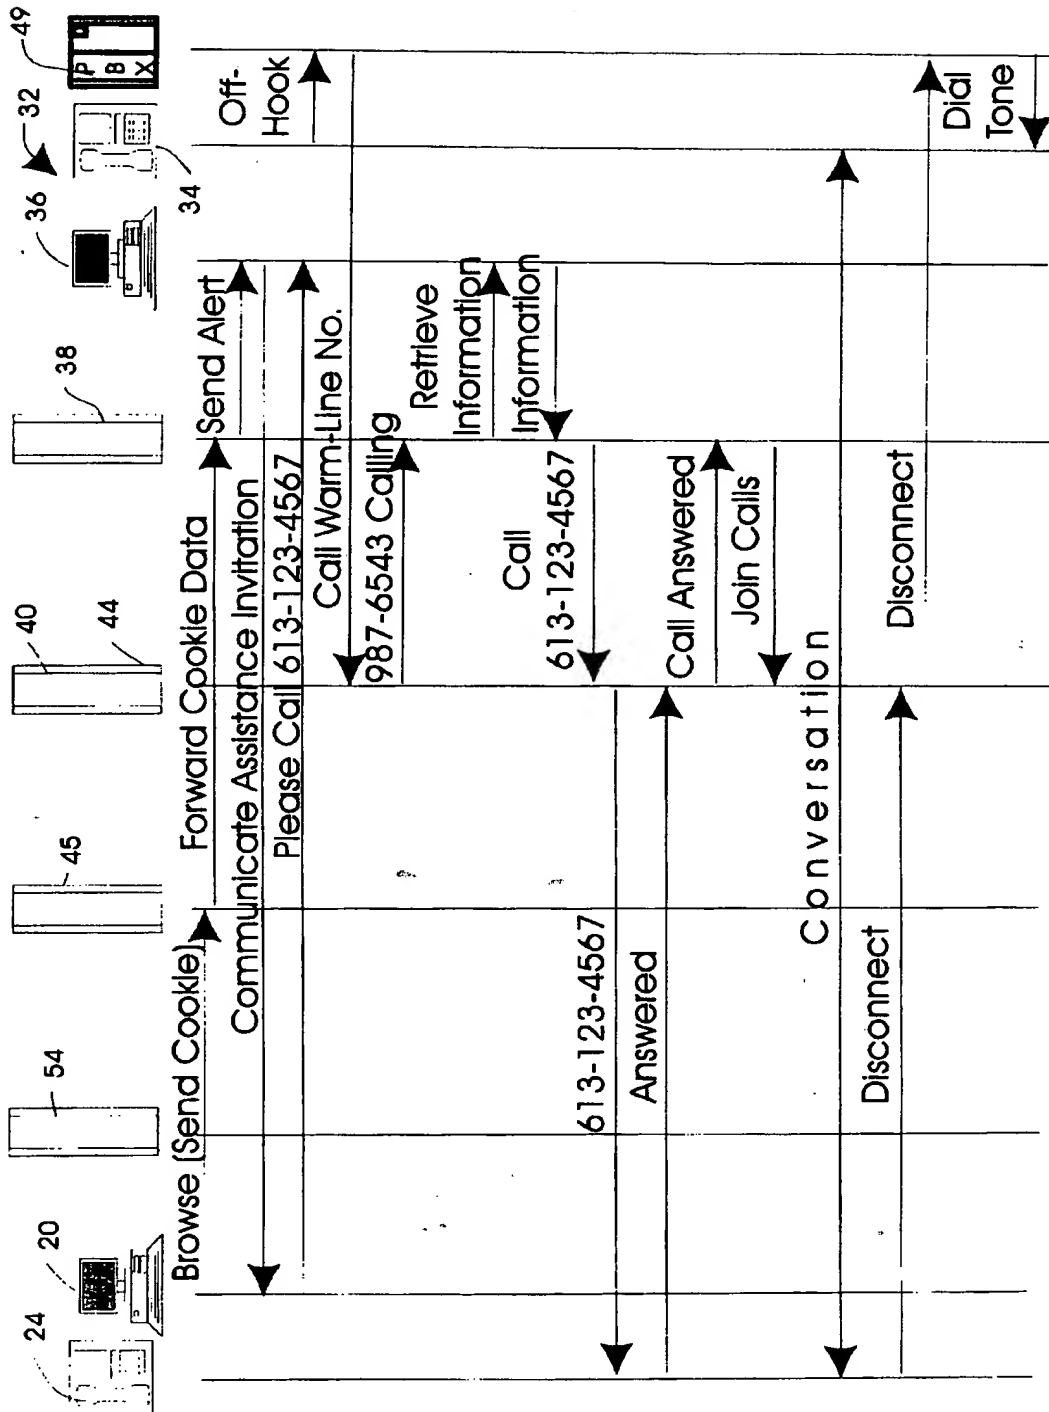 24
20
54
45
40
44
38
36
32
34
49
P
B
X
Browse (Send Cookie)
Forward Cookie Data
Send Alert
Communicate Assistance Invitation
Please Call 613-123-4567
Off-
Hook
Call Warm-Line No.
987-6543 Calling
Retrieve
Information
Information
Call
613-123-4567
613-123-4567
Answered
Call Answered
Join Calls
Conversation
Disconnect
Disconnect
Dial
Tone